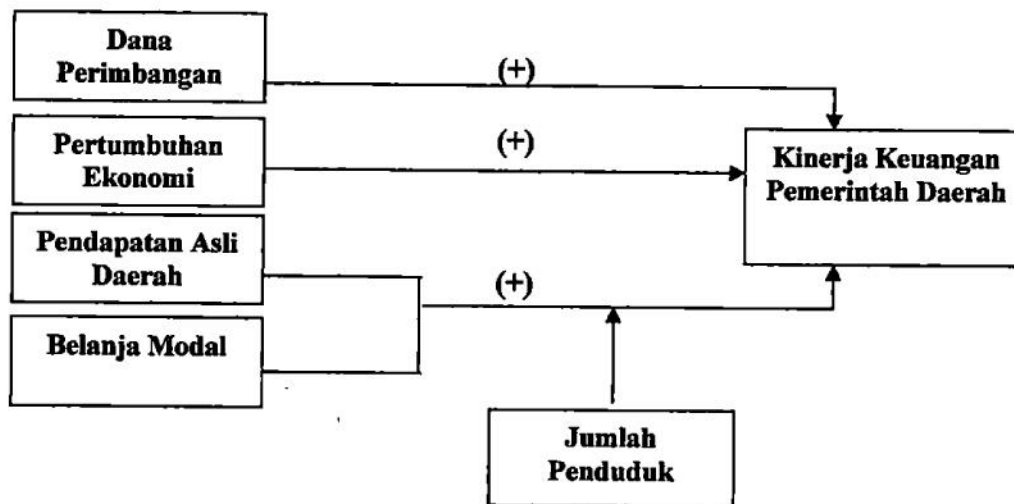 Dana
Perimbangan
(+)
Pertumbuhan
Ekonomi
(+)
Kinerja Keuangan
Pemerintah Daerah
Pendapatan Asli
Daerah
(+)
Belanja Modal
Jumlah
Penduduk